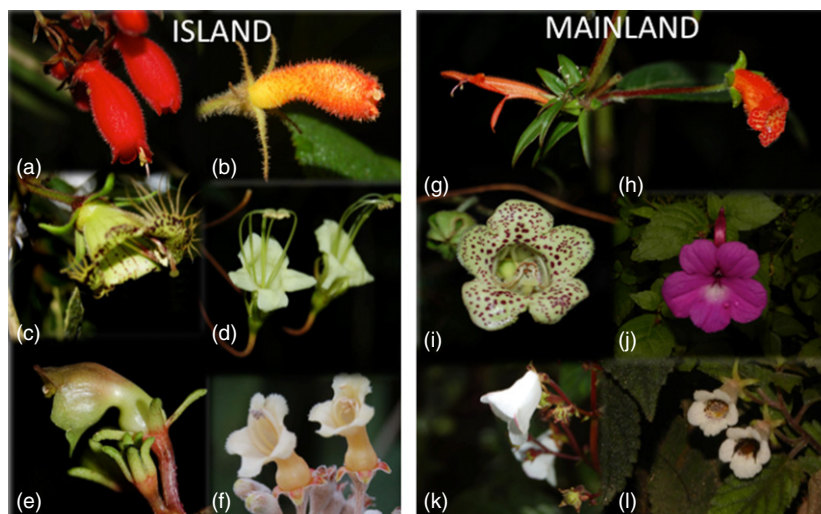 ISLAND
MAINLAND
(a) (b)
(g) (h)
(c) (d)
(i) (j)
(e) (f)
(k) (l)